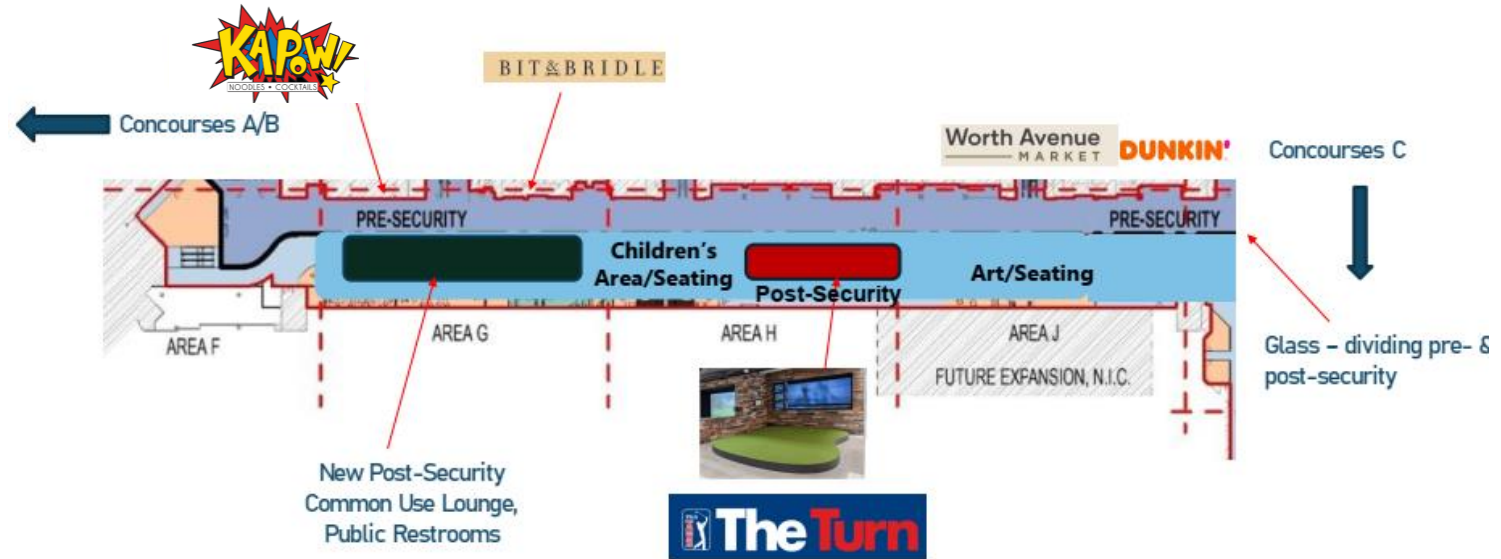 KAPOW!
NOODLES • COCKTAILS
BIT & BRIDLE
Concourses A/B
Worth Avenue
MARKET
DUNKIN'
Concourses C
PRE-SECURITY
PRE-SECURITY
Children's
Area/Seating
Post-Security
Art/Seating
AREA F
AREA G
AREA H
AREA J
FUTURE EXPANSION, N.I.C.
Glass – dividing pre- &
post-security
New Post-Security
Common Use Lounge,
Public Restrooms
The Turn